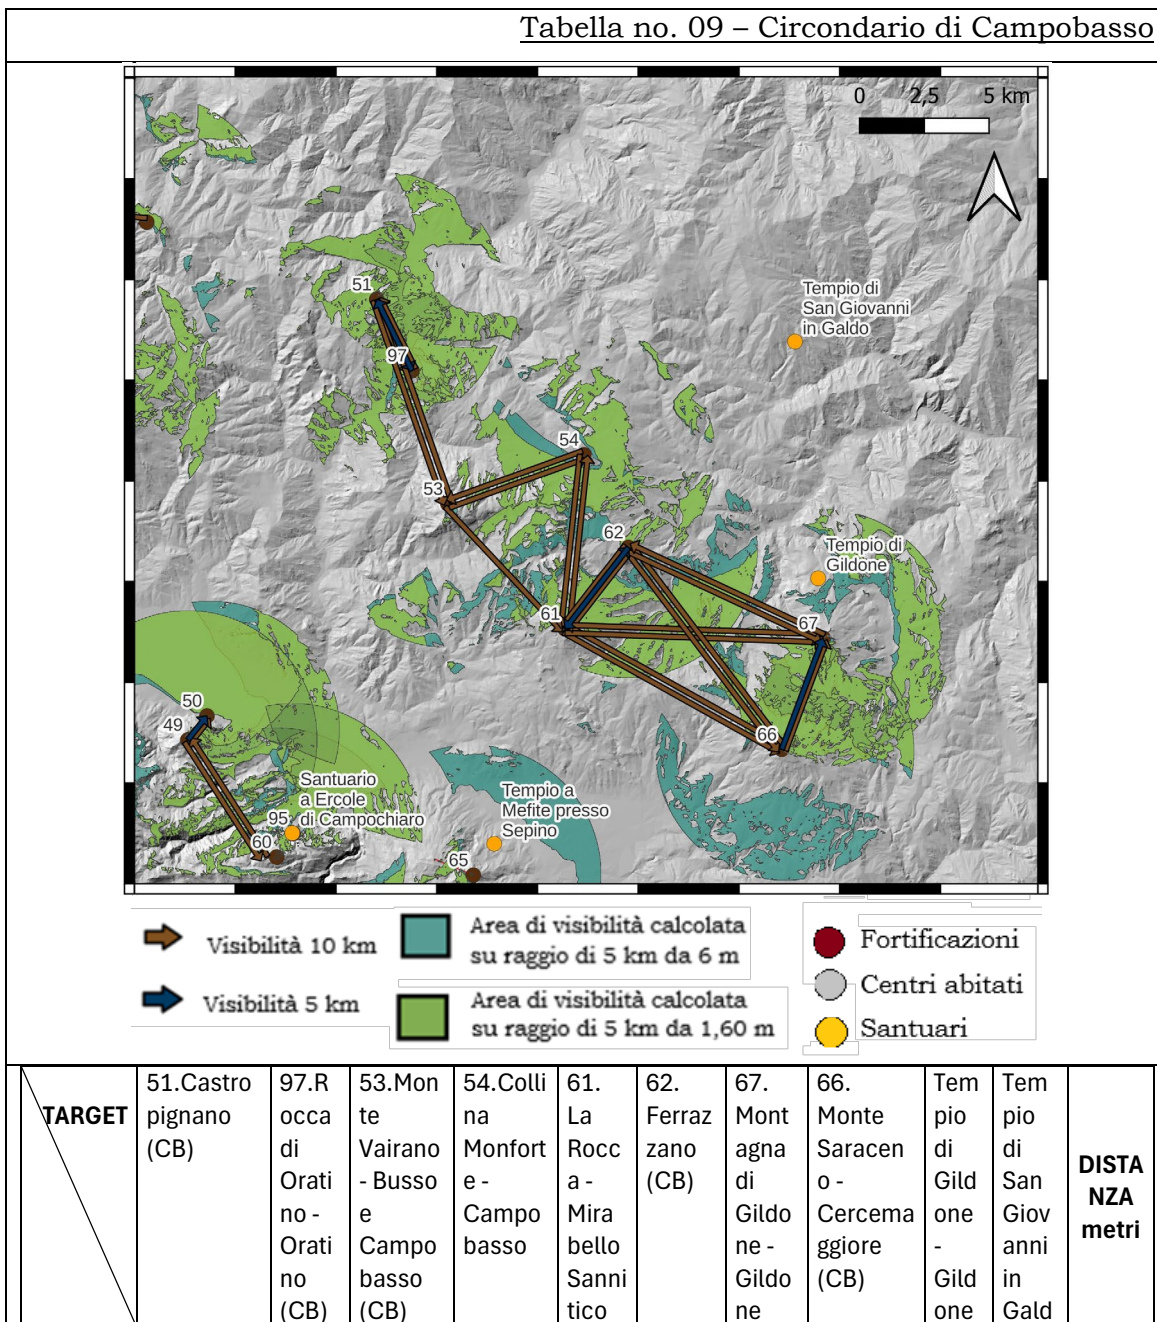 Tabella no. 09 – Circondario di Campobasso
0 2,5 5 km
Tempio di
San Giovanni
in Galdo
51
97
54
53
62
Tempio di
Gildone
61
67
50
49
66
Santuario
a Ercole
di Campochiaro
95
60
Tempio a
Mefite presso
Sepino
65
Visibilità 10 km
Visibilità 5 km
Area di visibilità calcolata
su raggio di 5 km da 6 m
Area di visibilità calcolata
su raggio di 5 km da 1,60 m
Fortificazioni
Centri abitati
Santuari
TARGET
51.Castro
pignano
(CB)
97.R
occa
di
Orati
no -
Orati
no
(CB)
53.Mon
te
Vairano
- Busso
e
Campo
basso
(CB)
54.Colli
na
Monfort
e -
Campo
basso
61.
La
Rocc
a -
Mira
bello
Sanni
tico
62.
Ferraz
zano
(CB)
67.
Mont
agna
di
Gildo
ne -
Gildo
ne
66.
Monte
Saracen
o -
Cercema
ggiore
(CB)
Tem
pio
di
Gild
one
-
Gild
one
Tem
pio
di
San
Giov
anni
in
Gald
DISTA
NZA
metri